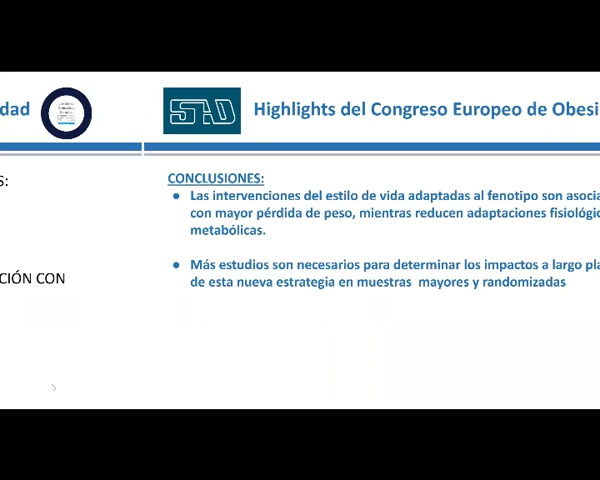 dad
S:
CIÓN CON
SAD
Highlights del Congreso Europeo de Obesi
CONCLUSIONES:
● Las intervenciones del estilo de vida adaptadas al fenotipo son asocia
con mayor pérdida de peso, mientras reducen adaptaciones fisiológic
metabólicas.
● Más estudios son necesarios para determinar los impactos a largo pla
de esta nueva estrategia en muestras mayores y randomizadas